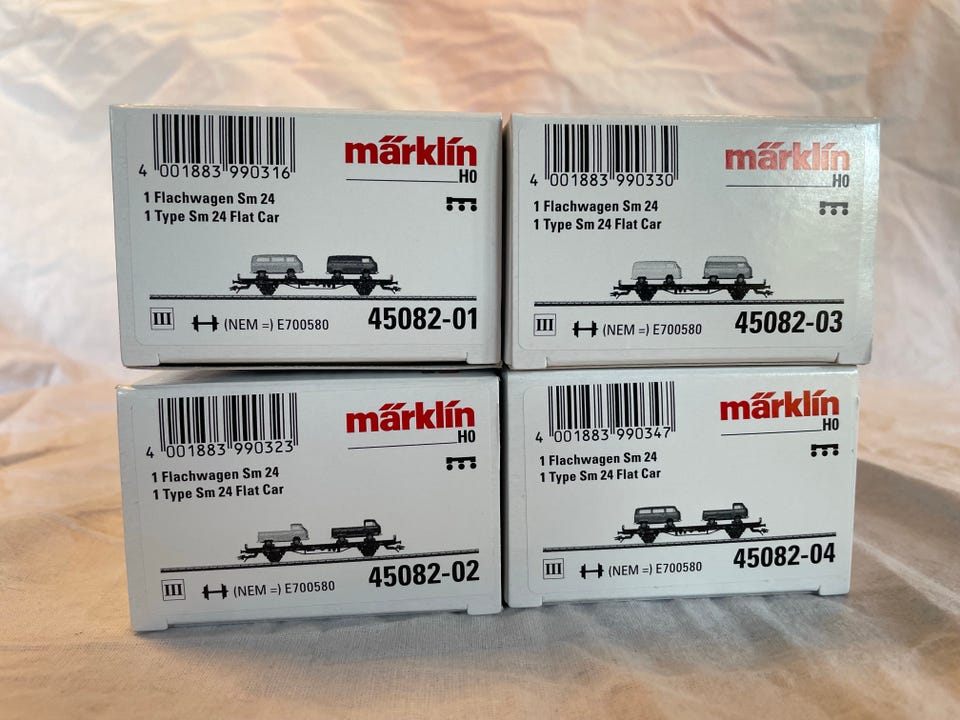 4 001883 990316
märklin
H0
1 Flachwagen Sm 24
1 Type Sm 24 Flat Car
III
(NEM =) E700580
45082-01
4 001883 990330
märklin
H0
1 Flachwagen Sm 24
1 Type Sm 24 Flat Car
III
(NEM =) E700580
45082-03
4 001883 990323
märklin
H0
1 Flachwagen Sm 24
1 Type Sm 24 Flat Car
III
(NEM =) E700580
45082-02
4 001883 990347
märklin
H0
1 Flachwagen Sm 24
1 Type Sm 24 Flat Car
III
(NEM =) E700580
45082-04